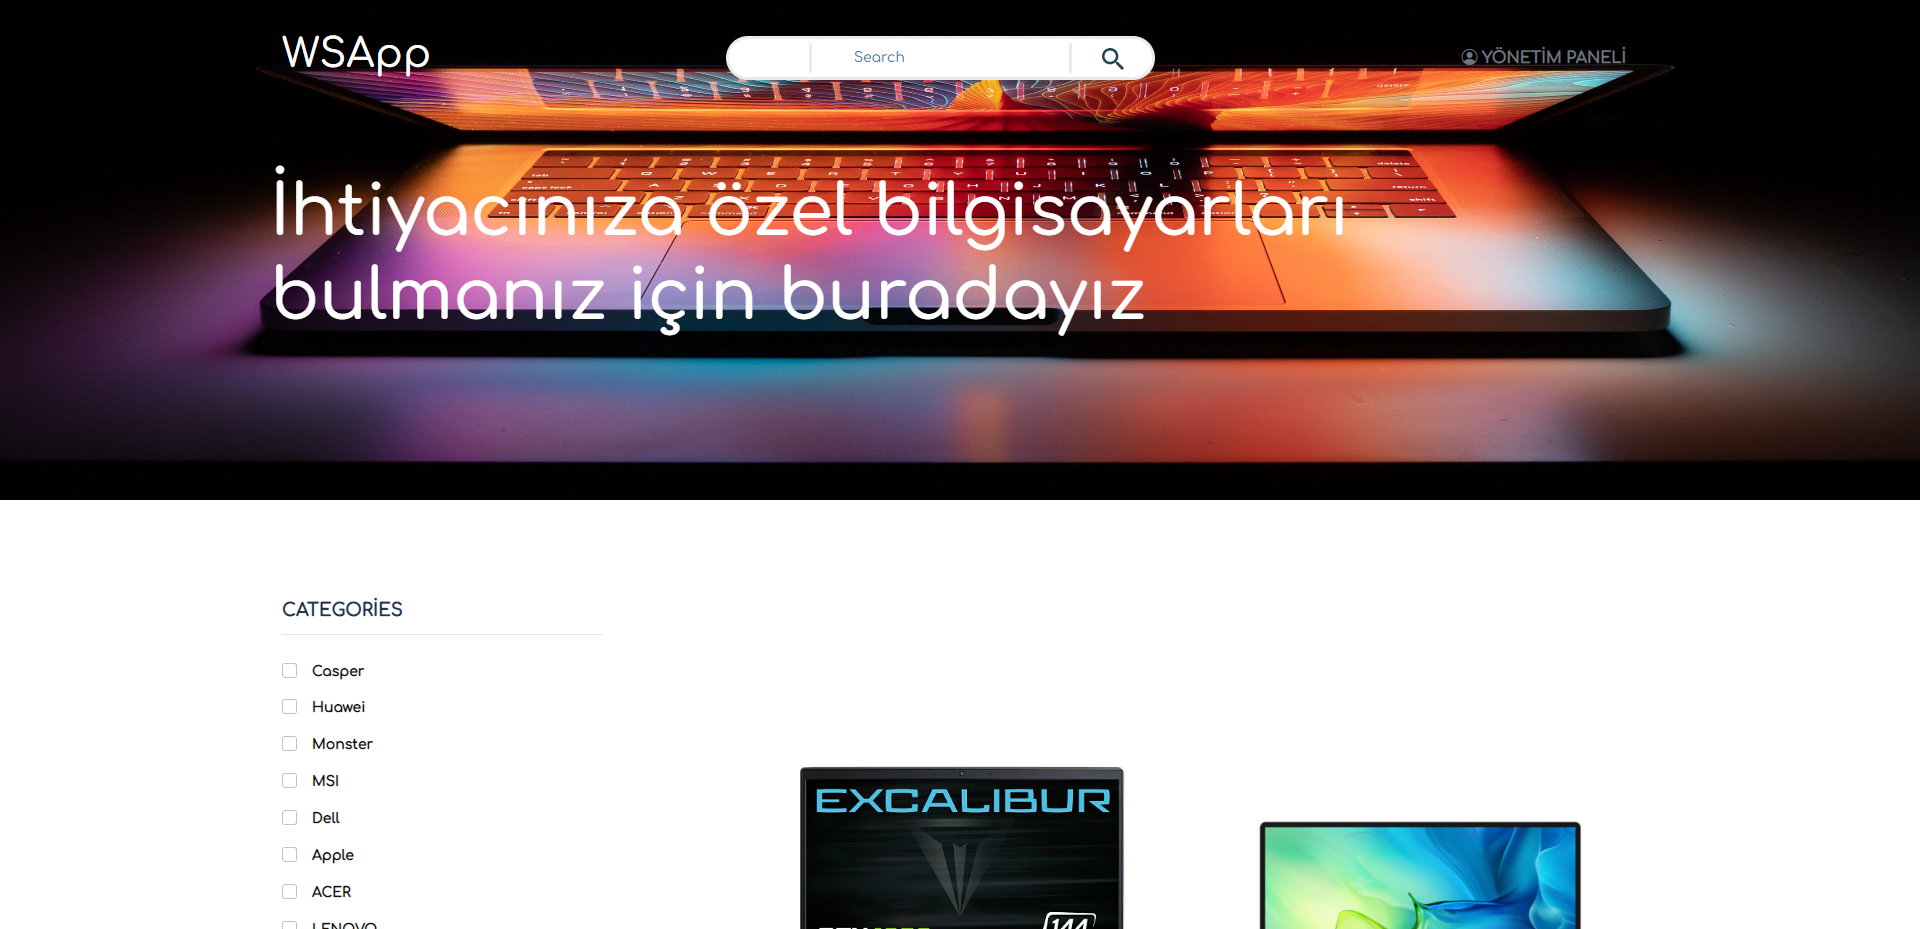 WSApp
Search
YÖNETİM PANELİ
İhtiyacınıza özel bilgisayarları
bulmanız için buradayız
CATEGORİES
Casper
Huawei
Monster
MSI
Dell
Apple
ACER
LENOVO
EXCALIBUR
144